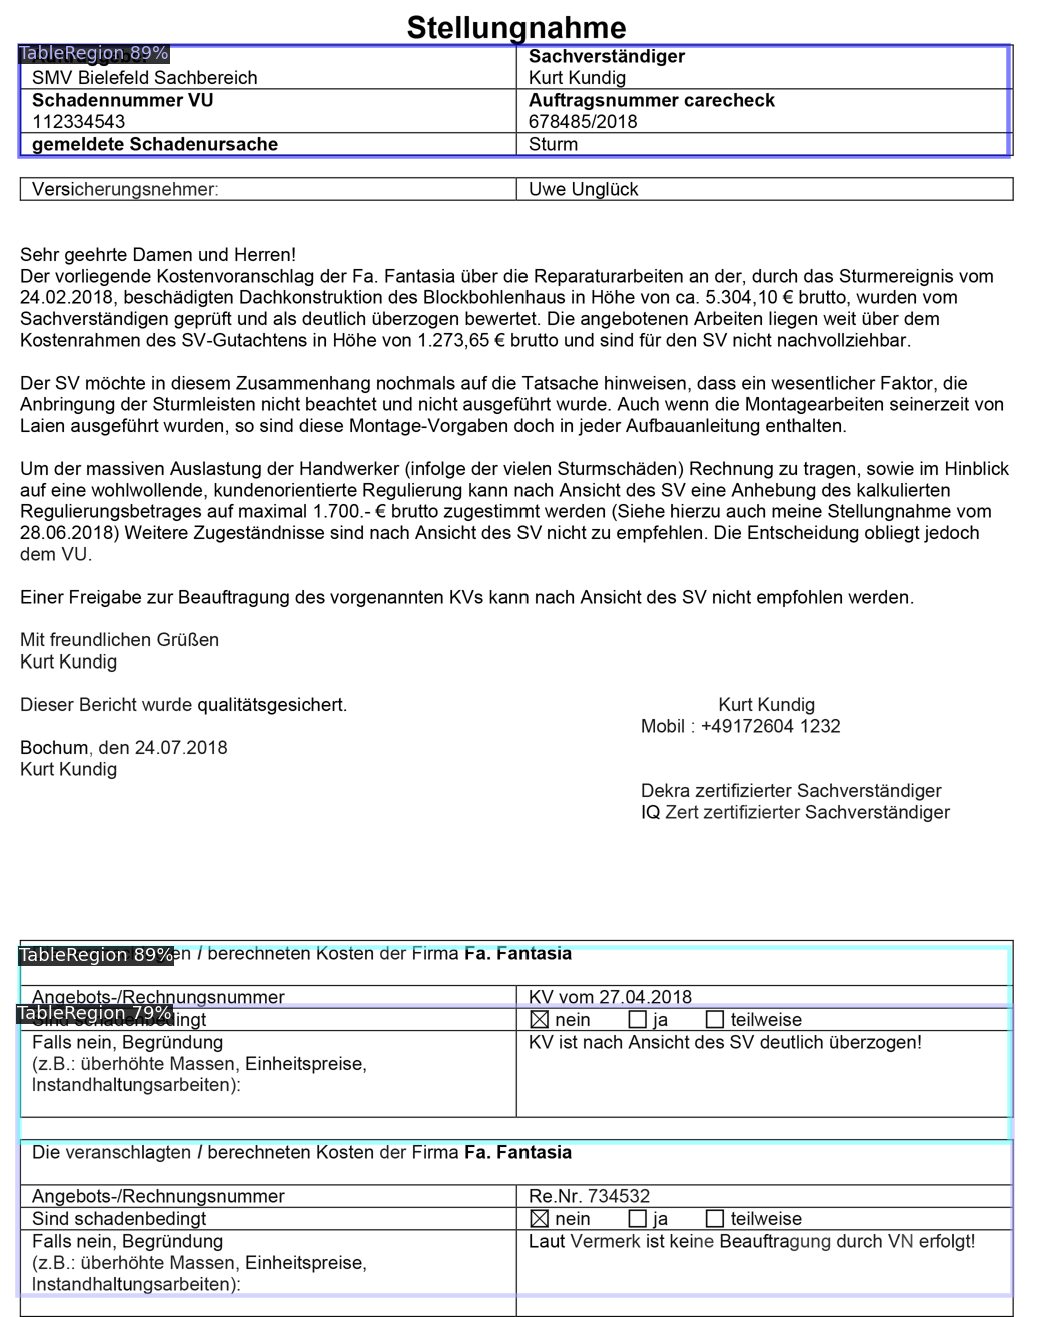 Stellungnahme
TableRegion 89%
Sachverständiger
SMV Bielefeld Sachbereich
Kurt Kundig
Schadennummer VU
Auftragsnummer carecheck
112334543
678485/2018
gemeldete Schadenursache
Sturm
Versicherungsnehmer:
Uwe Unglück
Sehr geehrte Damen und Herren!
Der vorliegende Kostenvoranschlag der Fa. Fantasia über die Reparaturarbeiten an der, durch das Sturmereignis vom
24.02.2018, beschädigten Dachkonstruktion des Blockbohlenhaus in Höhe von ca. 5.304,10 € brutto, wurden vom
Sachverständigen geprüft und als deutlich überzogen bewertet. Die angebotenen Arbeiten liegen weit über dem
Kostenrahmen des SV-Gutachtens in Höhe von 1.273,65 € brutto und sind für den SV nicht nachvollziehbar.
Der SV möchte in diesem Zusammenhang nochmals auf die Tatsache hinweisen, dass ein wesentlicher Faktor, die
Anbringung der Sturmleisten nicht beachtet und nicht ausgeführt wurde. Auch wenn die Montagearbeiten seinerzeit von
Laien ausgeführt wurden, so sind diese Montage-Vorgaben doch in jeder Aufbauanleitung enthalten.
Um der massiven Auslastung der Handwerker (infolge der vielen Sturmschäden) Rechnung zu tragen, sowie im Hinblick
auf eine wohlwollende, kundenorientierte Regulierung kann nach Ansicht des SV eine Anhebung des kalkulierten
Regulierungsbetrages auf maximal 1.700.- € brutto zugestimmt werden (Siehe hierzu auch meine Stellungnahme vom
28.06.2018) Weitere Zugeständnisse sind nach Ansicht des SV nicht zu empfehlen. Die Entscheidung obliegt jedoch
dem VU.
Einer Freigabe zur Beauftragung des vorgenannten KVs kann nach Ansicht des SV nicht empfohlen werden.
Mit freundlichen Grüßen
Kurt Kundig
Dieser Bericht wurde qualitätsgesichert.
Kurt Kundig
Mobil : +49172604 1232
Bochum, den 24.07.2018
Kurt Kundig
Dekra zertifizierter Sachverständiger
IQ Zert zertifizierter Sachverständiger
TableRegion 89%
/ berechneten Kosten der Firma Fa. Fantasia
Angebots-/Rechnungsnummer
KV vom 27.04.2018
TableRegion 79%
Sind schadenbedingt
nein ja teilweise
Falls nein, Begründung
KV ist nach Ansicht des SV deutlich überzogen!
(z.B.: überhöhte Massen, Einheitspreise,
Instandhaltungsarbeiten):
Die veranschlagten / berechneten Kosten der Firma Fa. Fantasia
Angebots-/Rechnungsnummer
Re.Nr. 734532
Sind schadenbedingt
nein ja teilweise
Falls nein, Begründung
Laut Vermerk ist keine Beauftragung durch VN erfolgt!
(z.B.: überhöhte Massen, Einheitspreise,
Instandhaltungsarbeiten):